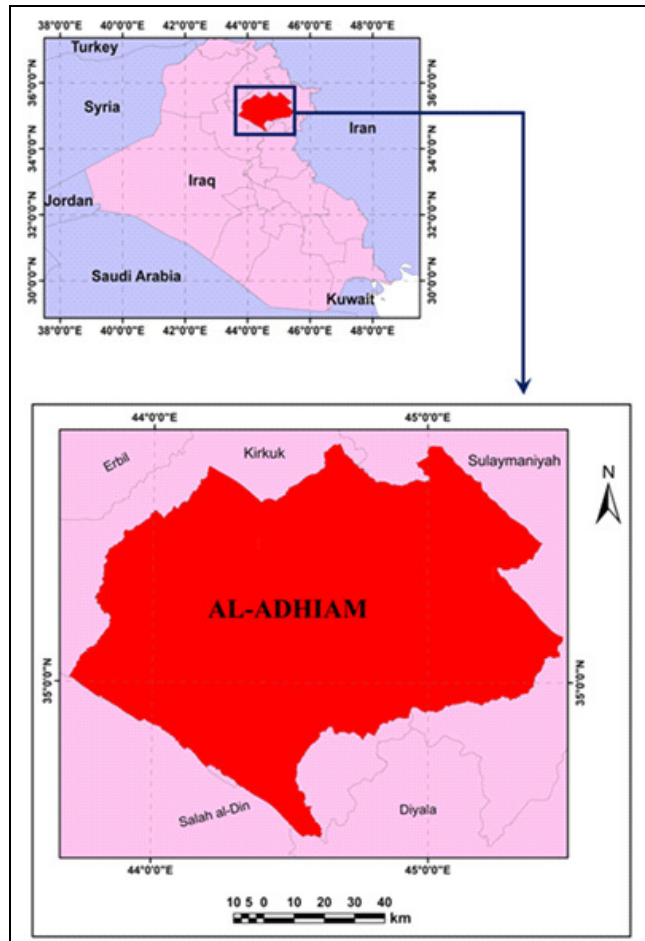 38°0'0"E 40°0'0"E 42°0'0"E 44°0'0"E 46°0'0"E 48°0'0"E
Turkey
36°0'0"N
36°0'0"N
Syria
Iran
34°0'0"N
34°0'0"N
Iraq
Jordan
32°0'0"N
32°0'0"N
Saudi Arabia
30°0'0"N
30°0'0"N
Kuwait
38°0'0"E 40°0'0"E 42°0'0"E 44°0'0"E 46°0'0"E 48°0'0"E
44°0'0"E 45°0'0"E
Erbil
Kirkuk
Sulaymaniyah
N
AL-ADHIAM
35°0'0"N
35°0'0"N
Salah al-Din
Diyala
44°0'0"E 45°0'0"E
10 5 0 10 20 30 40
km